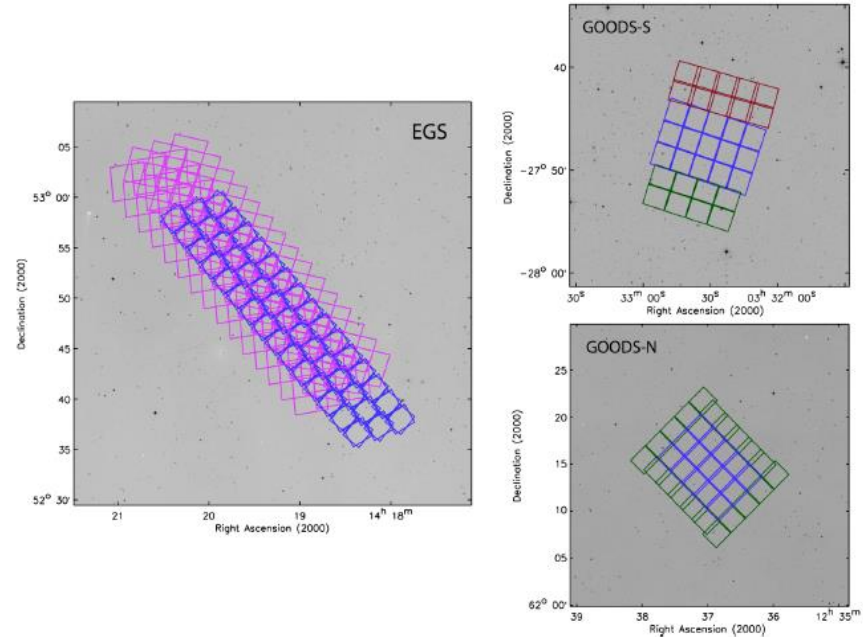 EGS
05
53° 00'
55
50
45
40
35
52° 30'
21
20
19
14ʰ 18ᵐ
Right Ascension (2000)
Declination (2000)
GOODS-S
40
-27° 50
-28° 00'
30ˢ
33ᵐ 00ˢ
30ˢ
03ʰ 32ᵐ 00ˢ
Right Ascension (2000)
Declination (2000)
GOODS-N
25
20
15
10
05
62° 00'
39
38
37
36
12ʰ 35ᵐ
Right Ascension (2000)
Declination (2000)